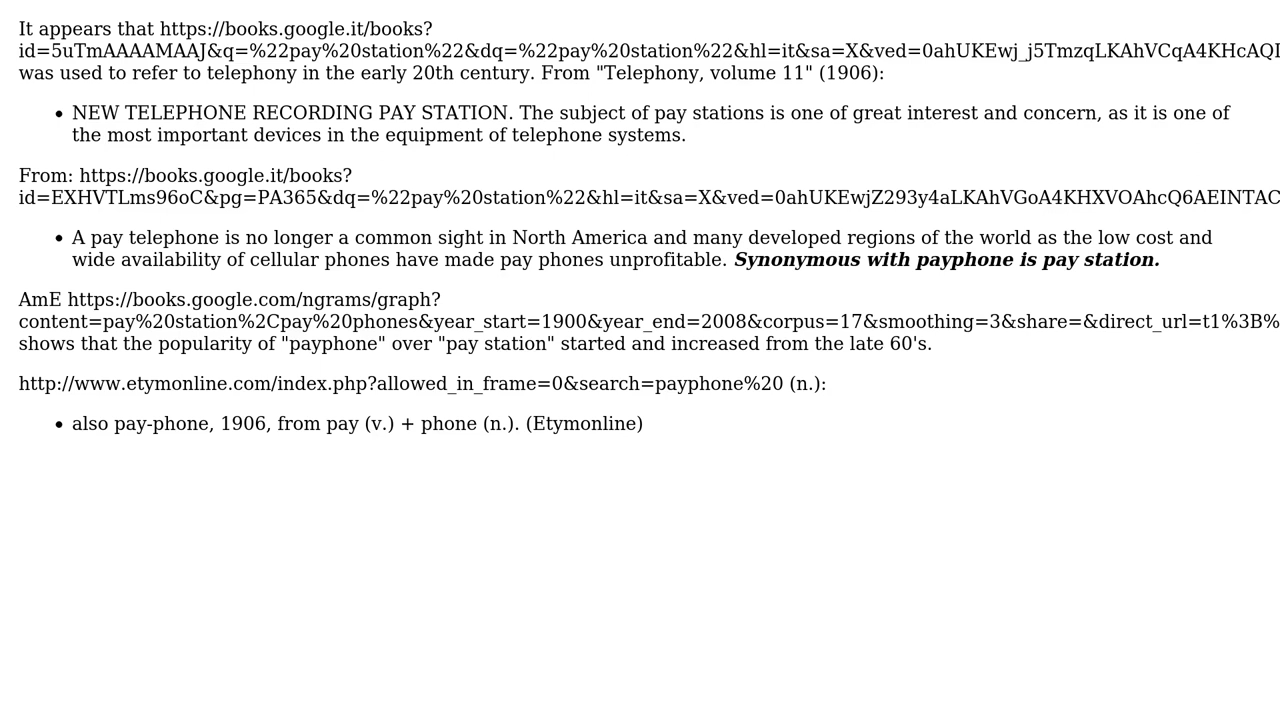 It appears that https://books.google.it/books?
id=5uTmAAAAMAAJ&q=%22pay%20station%22&dq=%22pay%20station%22&hl=it&sa=X&ved=0ahUKEwj_j5TmzqLKAhVCqA4KHcAQI
was used to refer to telephony in the early 20th century. From "Telephony, volume 11" (1906):
• NEW TELEPHONE RECORDING PAY STATION. The subject of pay stations is one of great interest and concern, as it is one of
the most important devices in the equipment of telephone systems.
From: https://books.google.it/books?
id=EXHVTLms96oC&pg=PA365&dq=%22pay%20station%22&hl=it&sa=X&ved=0ahUKEwjZ293y4aLKAhVGoA4KHXVOAhcQ6AEINTAC
• A pay telephone is no longer a common sight in North America and many developed regions of the world as the low cost and
wide availability of cellular phones have made pay phones unprofitable. Synonymous with payphone is pay station.
AmE https://books.google.com/ngrams/graph?
content=pay%20station%2Cpay%20phones&year_start=1900&year_end=2008&corpus=17&smoothing=3&share=&direct_url=t1%3B%
shows that the popularity of "payphone" over "pay station" started and increased from the late 60's.
http://www.etymonline.com/index.php?allowed_in_frame=0&search=payphone%20 (n.):
• also pay-phone, 1906, from pay (v.) + phone (n.). (Etymonline)